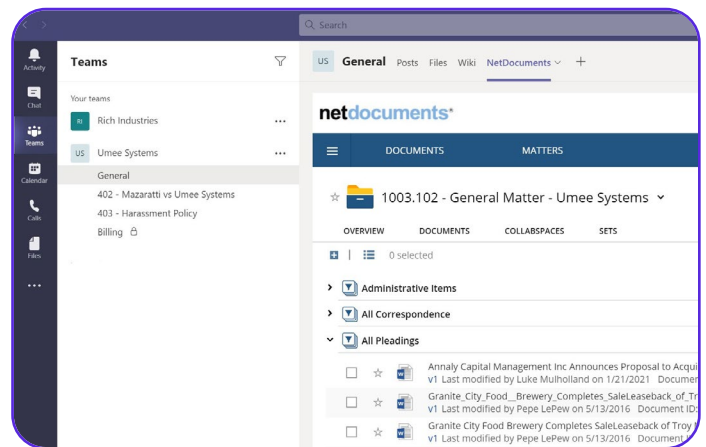 Search
Activity
Chat
Teams
Calendar
Calls
Files
Teams
Your teams
RI Rich Industries
US Umee Systems
General
402 - Mazaratti vs Umee Systems
403 - Harassment Policy
Billing
US General Posts Files Wiki NetDocuments
netdocuments
DOCUMENTS MATTERS
1003.102 - General Matter - Umee Systems
OVERVIEW DOCUMENTS COLLABSPACES SETS
0 selected
Administrative Items
All Correspondence
All Pleadings
Annaly Capital Management Inc Announces Proposal to Acqui
v1 Last modified by Luke Mulholland on 1/21/2021 Documen
Granite_City_Food__Brewery_Completes_SaleLeaseback_of_Tr
v1 Last modified by Pepe LePew on 5/13/2016 Document ID:
Granite City Food Brewery Completes SaleLeaseback of Troy
v1 Last modified by Pepe LePew on 5/13/2016 Document